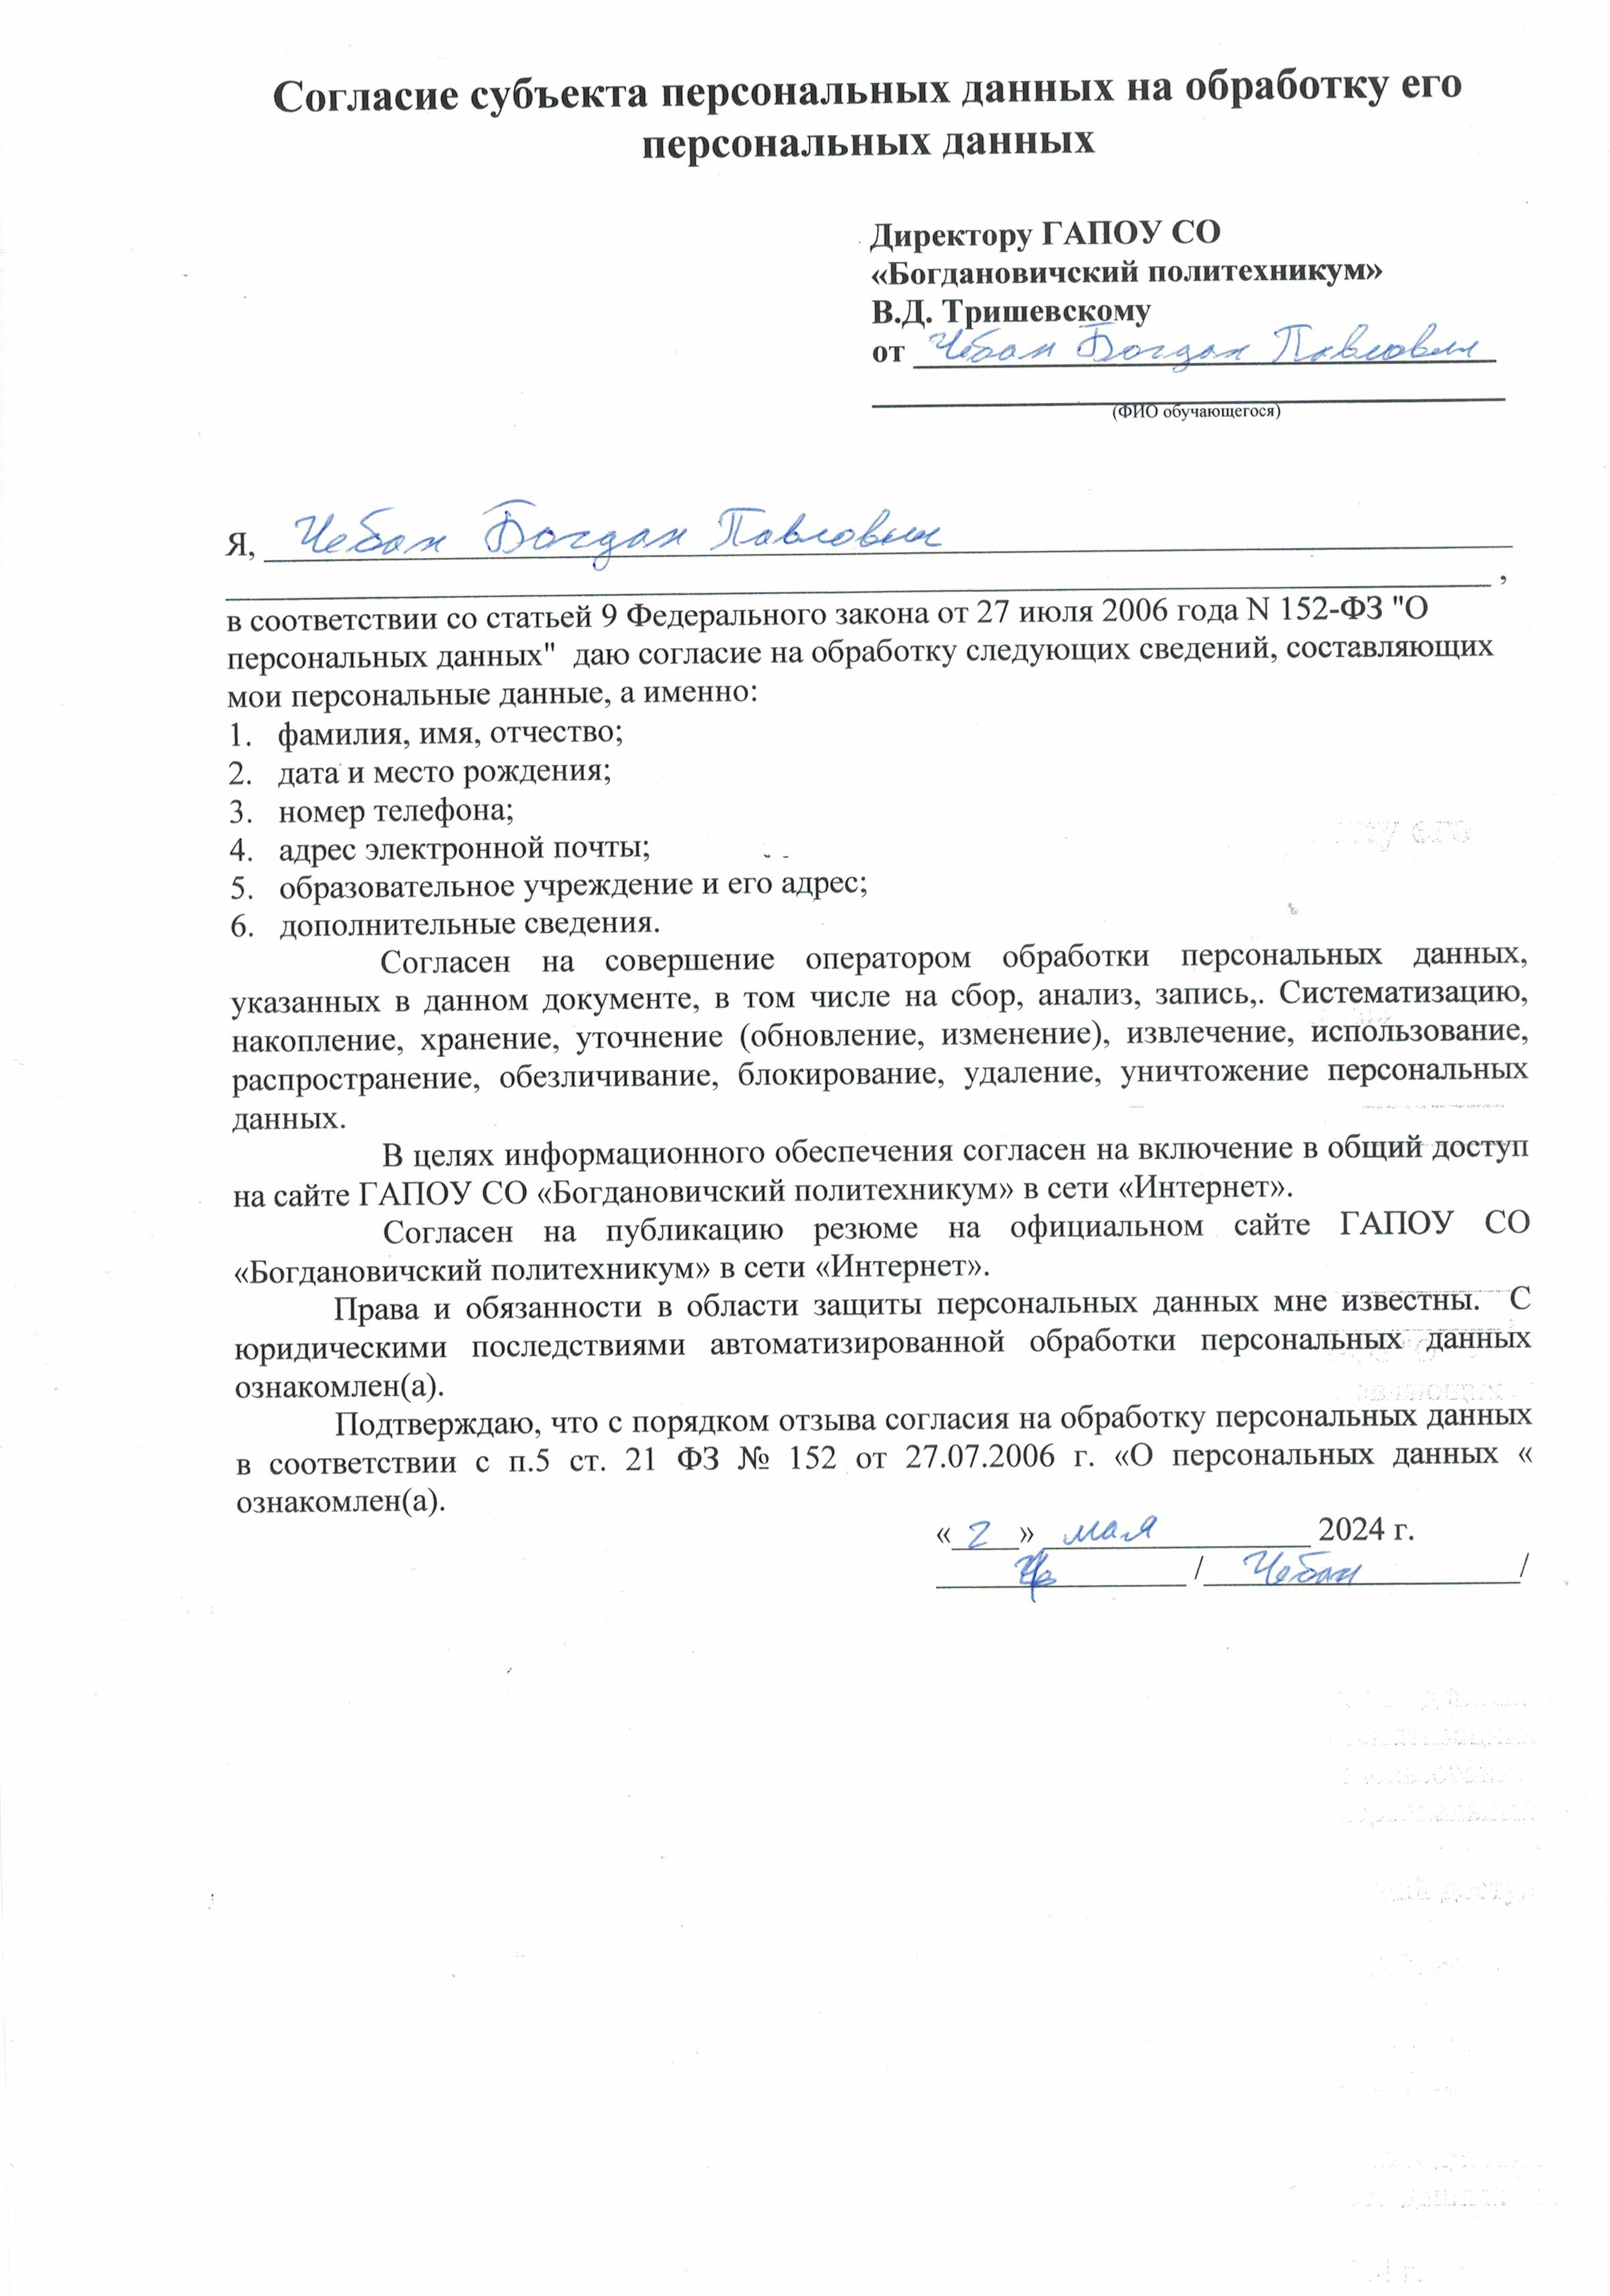 Согласие субъекта персональных данных на обработку его
персональных данных
Директору ГАПОУ СО
«Богдановичский политехникум»
В.Д. Тришевскому
от Чебан Богдан Павлович
(ФИО обучающегося)
Я, Чебан Богдан Павлович
,
в соответствии со статьей 9 Федерального закона от 27 июля 2006 года N 152-ФЗ "О
персональных данных" даю согласие на обработку следующих сведений, составляющих
мои персональные данные, а именно:
1. фамилия, имя, отчество;
2. дата и место рождения;
3. номер телефона;
4. адрес электронной почты;
5. образовательное учреждение и его адрес;
6. дополнительные сведения.
Согласен на совершение оператором обработки персональных данных,
указанных в данном документе, в том числе на сбор, анализ, запись,. Систематизацию,
накопление, хранение, уточнение (обновление, изменение), извлечение, использование,
распространение, обезличивание, блокирование, удаление, уничтожение персональных
данных.
В целях информационного обеспечения согласен на включение в общий доступ
на сайте ГАПОУ СО «Богдановичский политехникум» в сети «Интернет».
Согласен на публикацию резюме на официальном сайте ГАПОУ СО
«Богдановичский политехникум» в сети «Интернет».
Права и обязанности в области защиты персональных данных мне известны. С
юридическими последствиями автоматизированной обработки персональных данных
ознакомлен(а).
Подтверждаю, что с порядком отзыва согласия на обработку персональных данных
в соответствии с п.5 ст. 21 ФЗ № 152 от 27.07.2006 г. «О персональных данных «
ознакомлен(а).
«2» мая 2024 г.
/ Чебан /